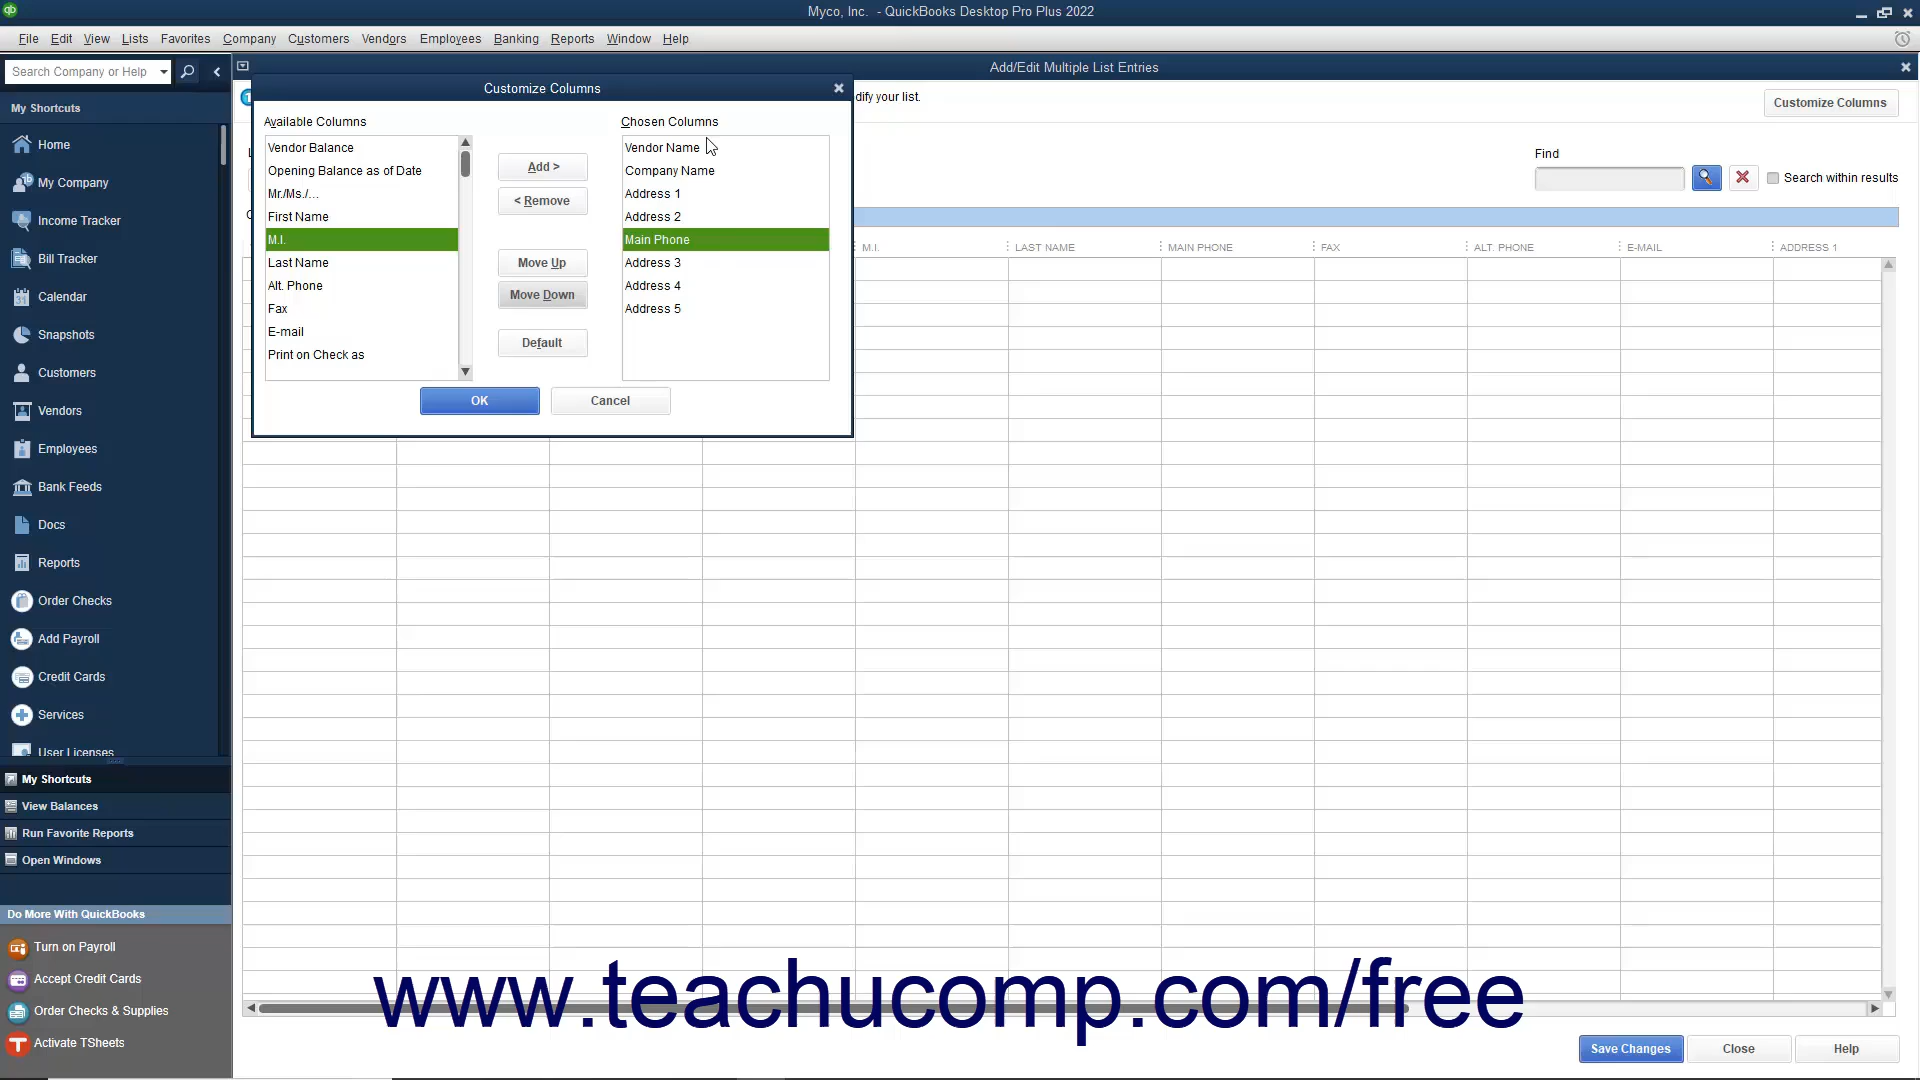 Myco, Inc. - QuickBooks Desktop Pro Plus 2022
File Edit View Lists Favorites Company Customers Vendors Employees Banking Reports Window Help
Search Company or Help
Add/Edit Multiple List Entries
My Shortcuts
Home
My Company
Income Tracker
Bill Tracker
Calendar
Snapshots
Customers
Vendors
Employees
Bank Feeds
Docs
Reports
Order Checks
Add Payroll
Credit Cards
Services
User Licenses
My Shortcuts
View Balances
Run Favorite Reports
Open Windows
Do More With QuickBooks
Turn on Payroll
Accept Credit Cards
Order Checks & Supplies
Activate TSheets
Customize Columns
Available Columns
Vendor Balance
Opening Balance as of Date
Mr./Ms./...
First Name
M.I.
Last Name
Alt. Phone
Fax
E-mail
Print on Check as
Add >
< Remove
Move Up
Move Down
Default
Chosen Columns
Vendor Name
Company Name
Address 1
Address 2
Main Phone
Address 3
Address 4
Address 5
OK Cancel
your list.
Customize Columns
Find
Search within results
M.I. LAST NAME MAIN PHONE FAX ALT. PHONE E-MAIL ADDRESS 1
www.teachucomp.com/free
Save Changes Close Help